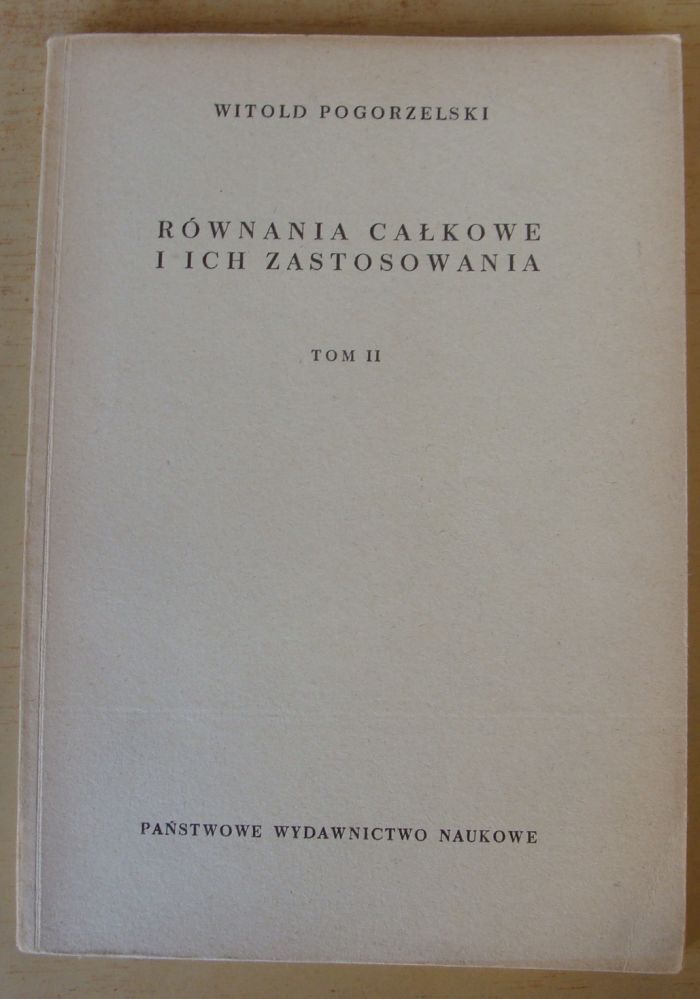 WITOLD POGORZELSKI
RÓWNANIA CAŁKOWE
I ICH ZASTOSOWANIA
TOM II
PAŃSTWOWE WYDAWNICTWO NAUKOWE